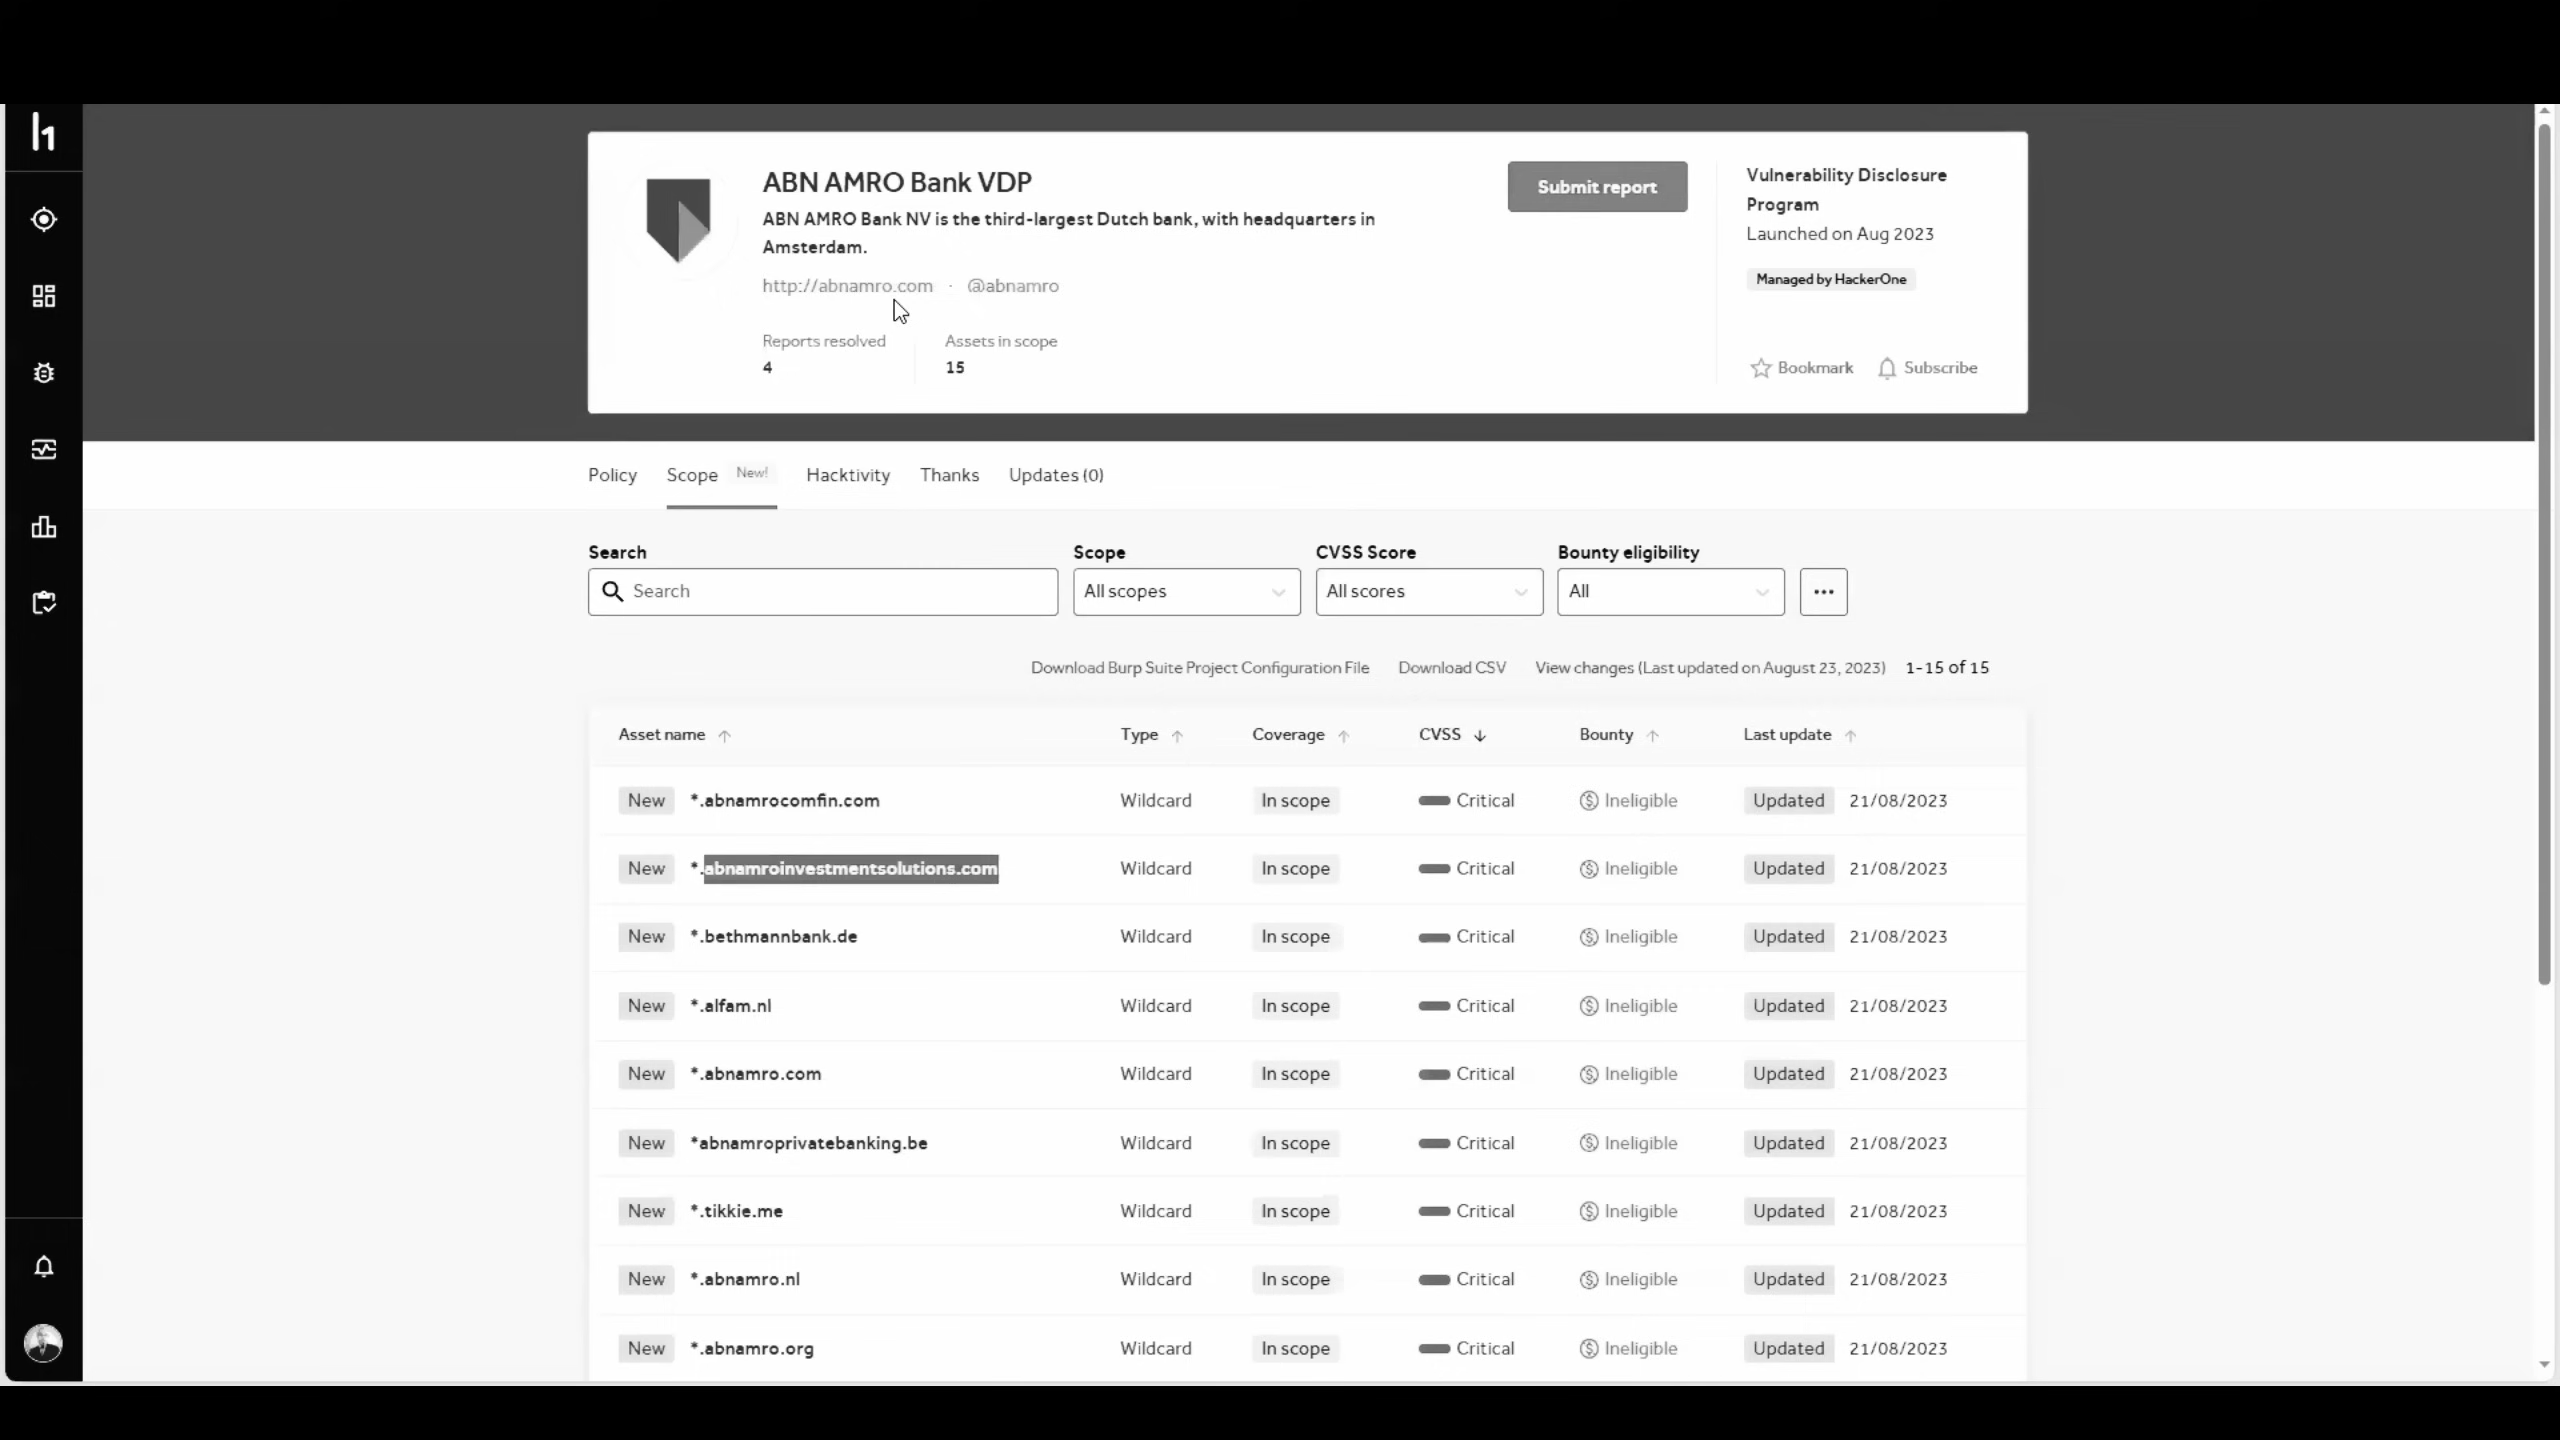 h1
ABN AMRO Bank VDP
ABN AMRO Bank NV is the third-largest Dutch bank, with headquarters in
Amsterdam.
http://abnamro.com · @abnamro
Reports resolved
4
Assets in scope
15
Submit report
Vulnerability Disclosure
Program
Launched on Aug 2023
Managed by HackerOne
Bookmark Subscribe
Policy Scope New! Hacktivity Thanks Updates (0)
Search Scope CVSS Score Bounty eligibility
Search All scopes All scores All
Download Burp Suite Project Configuration File Download CSV View changes (Last updated on August 23, 2023) 1-15 of 15
Asset name Type Coverage CVSS Bounty Last update
New *.abnamrocomfin.com Wildcard In scope Critical Ineligible Updated 21/08/2023
New *.abnamroinvestmentsolutions.com Wildcard In scope Critical Ineligible Updated 21/08/2023
New *.bethmannbank.de Wildcard In scope Critical Ineligible Updated 21/08/2023
New *.alfam.nl Wildcard In scope Critical Ineligible Updated 21/08/2023
New *.abnamro.com Wildcard In scope Critical Ineligible Updated 21/08/2023
New *abnamroprivatebanking.be Wildcard In scope Critical Ineligible Updated 21/08/2023
New *.tikkie.me Wildcard In scope Critical Ineligible Updated 21/08/2023
New *.abnamro.nl Wildcard In scope Critical Ineligible Updated 21/08/2023
New *.abnamro.org Wildcard In scope Critical Ineligible Updated 21/08/2023